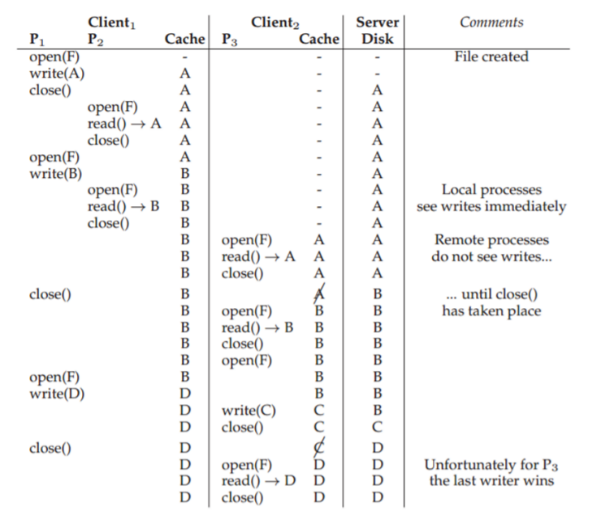 Client₁ Client₂ Server
P₁ P₂ Cache P₃ Cache Disk Comments
open(F) - - - File created
write(A) A - -
close() A - A
open(F) A - A
read() → A A - A
close() A - A
open(F) A - A
write(B) B - A
open(F) B - A Local processes
read() → B B - A see writes immediately
close() B - A
B open(F) A A Remote processes
B read() → A A A do not see writes...
B close() A A
close() B A B ... until close()
B open(F) B B has taken place
B read() → B B B
B close() B B
B open(F) B B
open(F) B B B
write(D) D B B
D write(C) C B
D close() C C
close() D C D
D open(F) D D Unfortunately for P₃
D read() → D D D the last writer wins
D close() D D